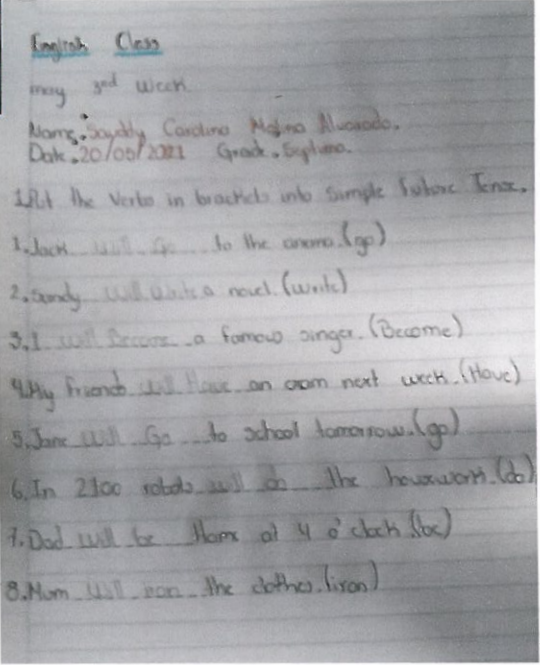 English Class
may 3rd week
Name: Sayddy Carolina Molina Alvarado.
Date: 20/05/2021 Grade: Septimo.
1. Put the Verbs in brackets into Simple Future Tense.
1. Jack will Go to the cinema. (go)
2. Sandy will write a novel. (write)
3. I will Become a famous singer. (Become)
4. My Friends will Have an exam next week. (Have)
5. Jane will Go to school tomorrow. (go)
6. In 2100 robots will do the housework. (do)
7. Dad will be Home at 4 o'clock. (be)
8. Mum will iron the clothes. (iron)